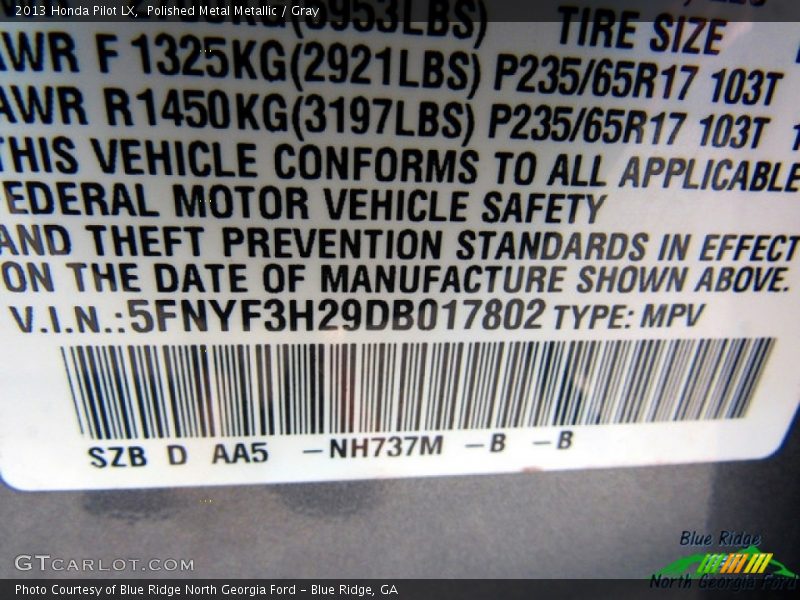 2013 Honda Pilot LX, Polished Metal Metallic / Gray
TIRE SIZE
F 1325KG(2921LBS) P235/65R17 103T
R1450KG(3197LBS) P235/65R17 103T
THIS VEHICLE CONFORMS TO ALL APPLICABLE
EDERAL MOTOR VEHICLE SAFETY
AND THEFT PREVENTION STANDARDS IN EFFECT
ON THE DATE OF MANUFACTURE SHOWN ABOVE.
V.I.N.:5FNYF3H29DB017802 TYPE: MPV
SZB D AA5 -NH737M -B -B
Blue Ridge
North Georgia Ford
GTCARLOT.COM
Photo Courtesy of Blue Ridge North Georgia Ford - Blue Ridge, GA